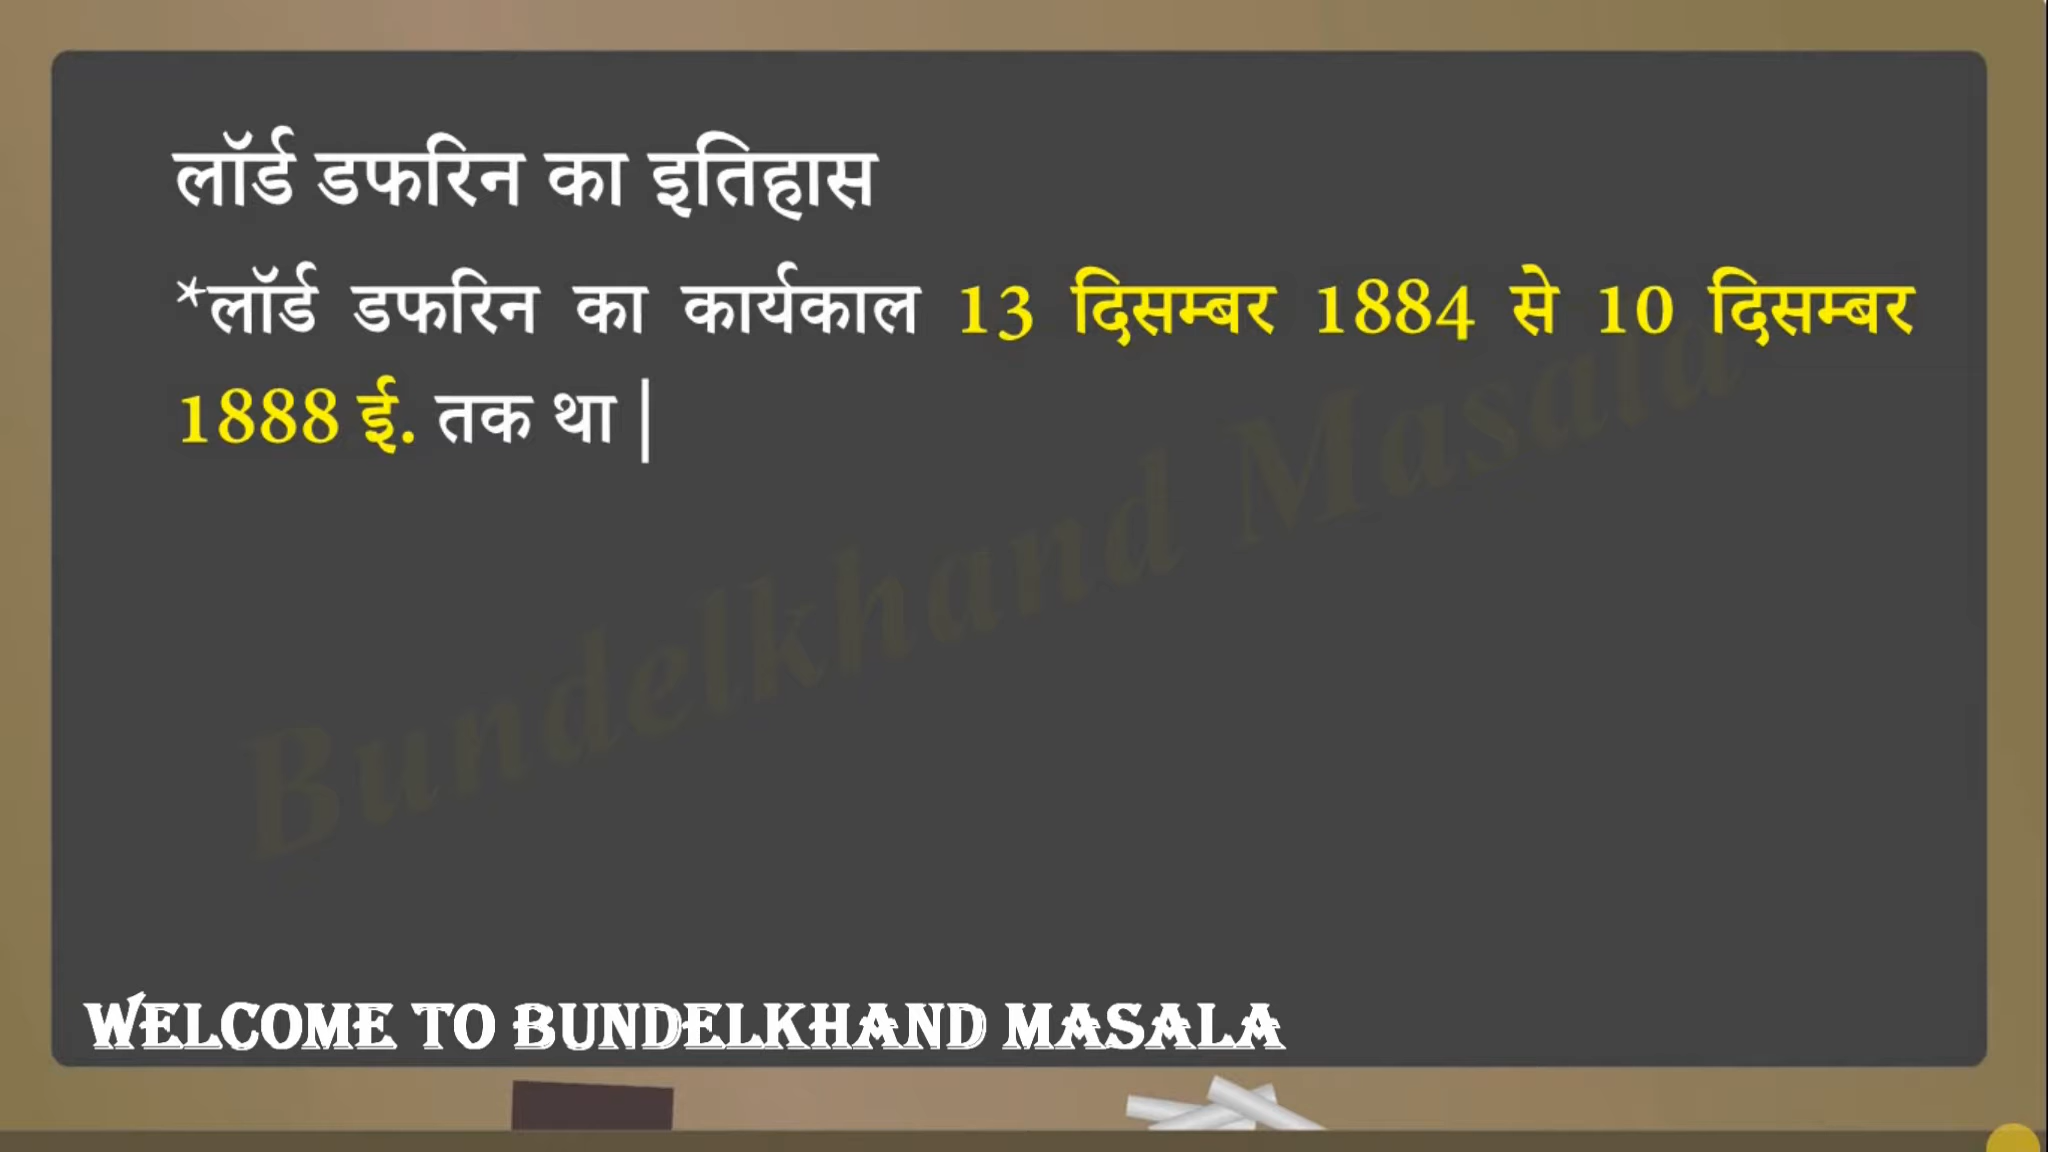 लॉर्ड डफरिन का इतिहास
*लॉर्ड डफरिन का कार्यकाल 13 दिसम्बर 1884 से 10 दिसम्बर
1888 ई. तक था |
Bundelkhand Masala
WELCOME TO BUNDELKHAND MASALA